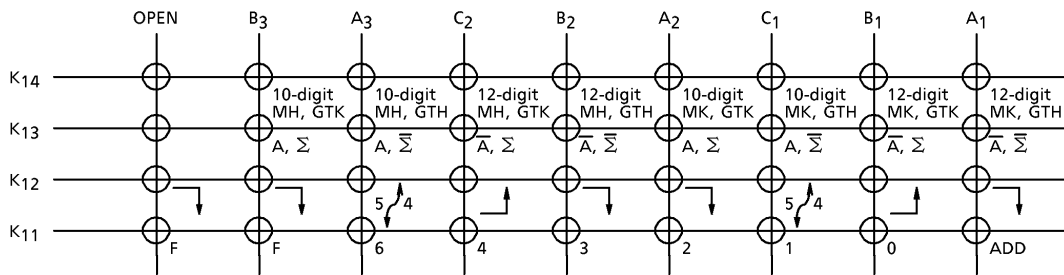 OPEN B3 A3 C2 B2 A2 C1 B1 A1
K14
10-digit 10-digit 12-digit 12-digit 10-digit 10-digit 12-digit 12-digit
MH, GTK MH, GTH MH, GTK MH, GTH MK, GTK MK, GTH MK, GTK MK, GTH
K13
A, Σ A, Σ̅ A̅, Σ A̅, Σ̅ A, Σ A, Σ̅ A̅, Σ A̅, Σ̅
K12
5 4 5 4
K11
F F 6 4 3 2 1 0 ADD